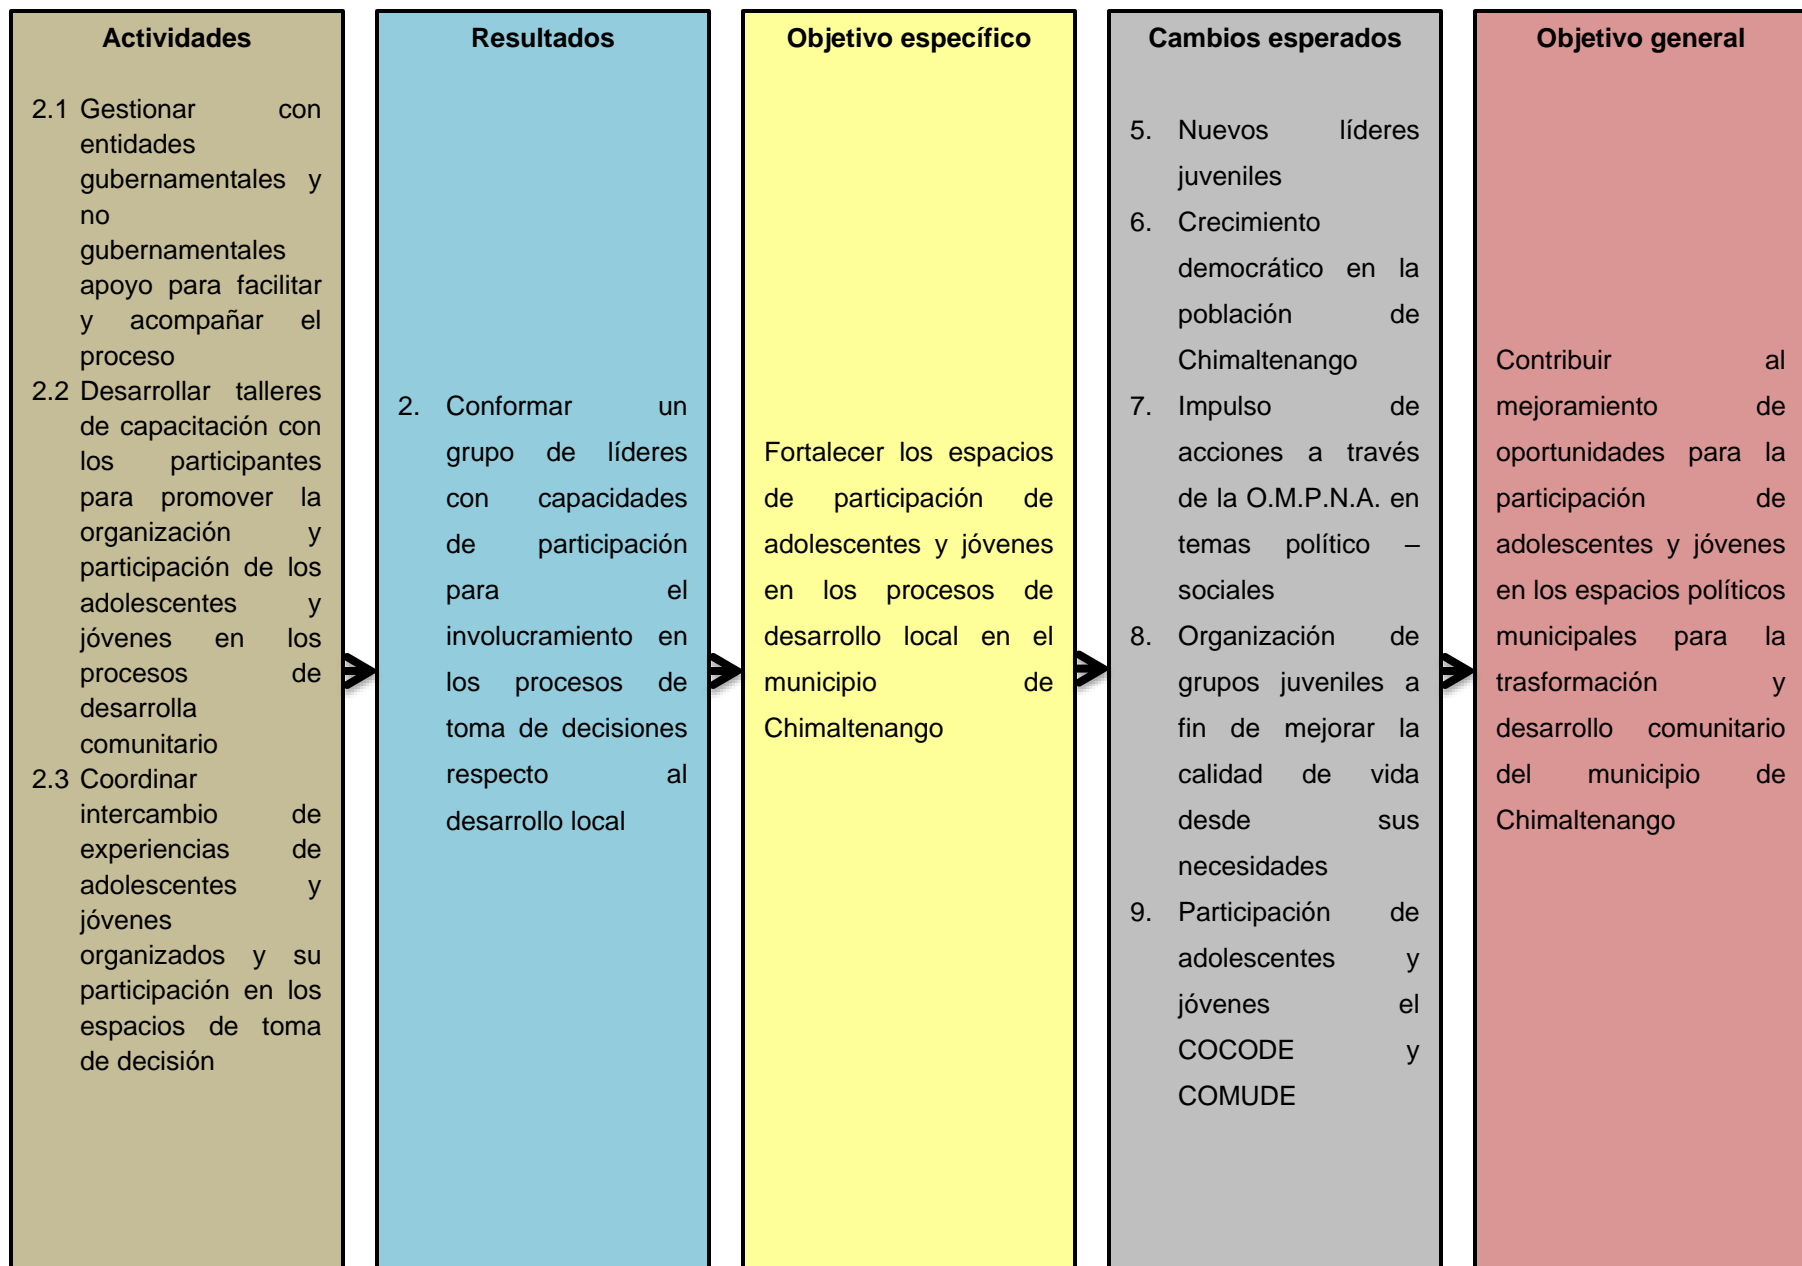 Actividades
2.1 Gestionar con
entidades
gubernamentales y
no
gubernamentales
apoyo para facilitar
y acompañar el
proceso
2.2 Desarrollar talleres
de capacitación con
los participantes
para promover la
organización y
participación de los
adolescentes y
jóvenes en los
procesos de
desarrolla
comunitario
2.3 Coordinar
intercambio de
experiencias de
adolescentes y
jóvenes
organizados y su
participación en los
espacios de toma
de decisión
Resultados
2. Conformar un
grupo de líderes
con capacidades
de participación
para el
involucramiento en
los procesos de
toma de decisiones
respecto al
desarrollo local
Objetivo específico
Fortalecer los espacios
de participación de
adolescentes y jóvenes
en los procesos de
desarrollo local en el
municipio de
Chimaltenango
Cambios esperados
5. Nuevos líderes
juveniles
6. Crecimiento
democrático en la
población de
Chimaltenango
7. Impulso de
acciones a través
de la O.M.P.N.A. en
temas político –
sociales
8. Organización de
grupos juveniles a
fin de mejorar la
calidad de vida
desde sus
necesidades
9. Participación de
adolescentes y
jóvenes el
COCODE y
COMUDE
Objetivo general
Contribuir al
mejoramiento de
oportunidades para la
participación de
adolescentes y jóvenes
en los espacios políticos
municipales para la
trasformación y
desarrollo comunitario
del municipio de
Chimaltenango